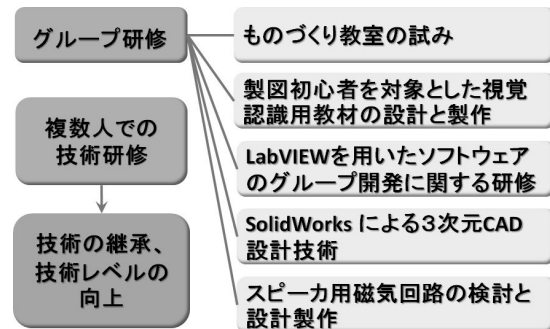 グループ研修
複数人での
技術研修
技術の継承、
技術レベルの
向上
ものづくり教室の試み
製図初心者を対象とした視覚
認識用教材の設計と製作
LabVIEWを用いたソフトウェア
のグループ開発に関する研修
SolidWorks による３次元CAD
設計技術
スピーカ用磁気回路の検討と
設計製作